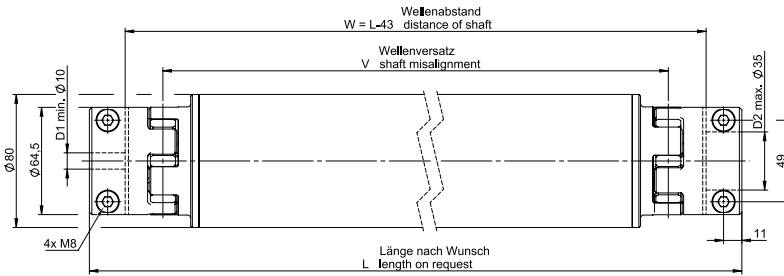 Wellenabstand
W = L-43 distance of shaft
Wellenversatz
V shaft misalignment
D1 min. Ø10
D2 max. Ø35
Ø80
Ø64,5
49
4x M8
11
Länge nach Wunsch
L length on request